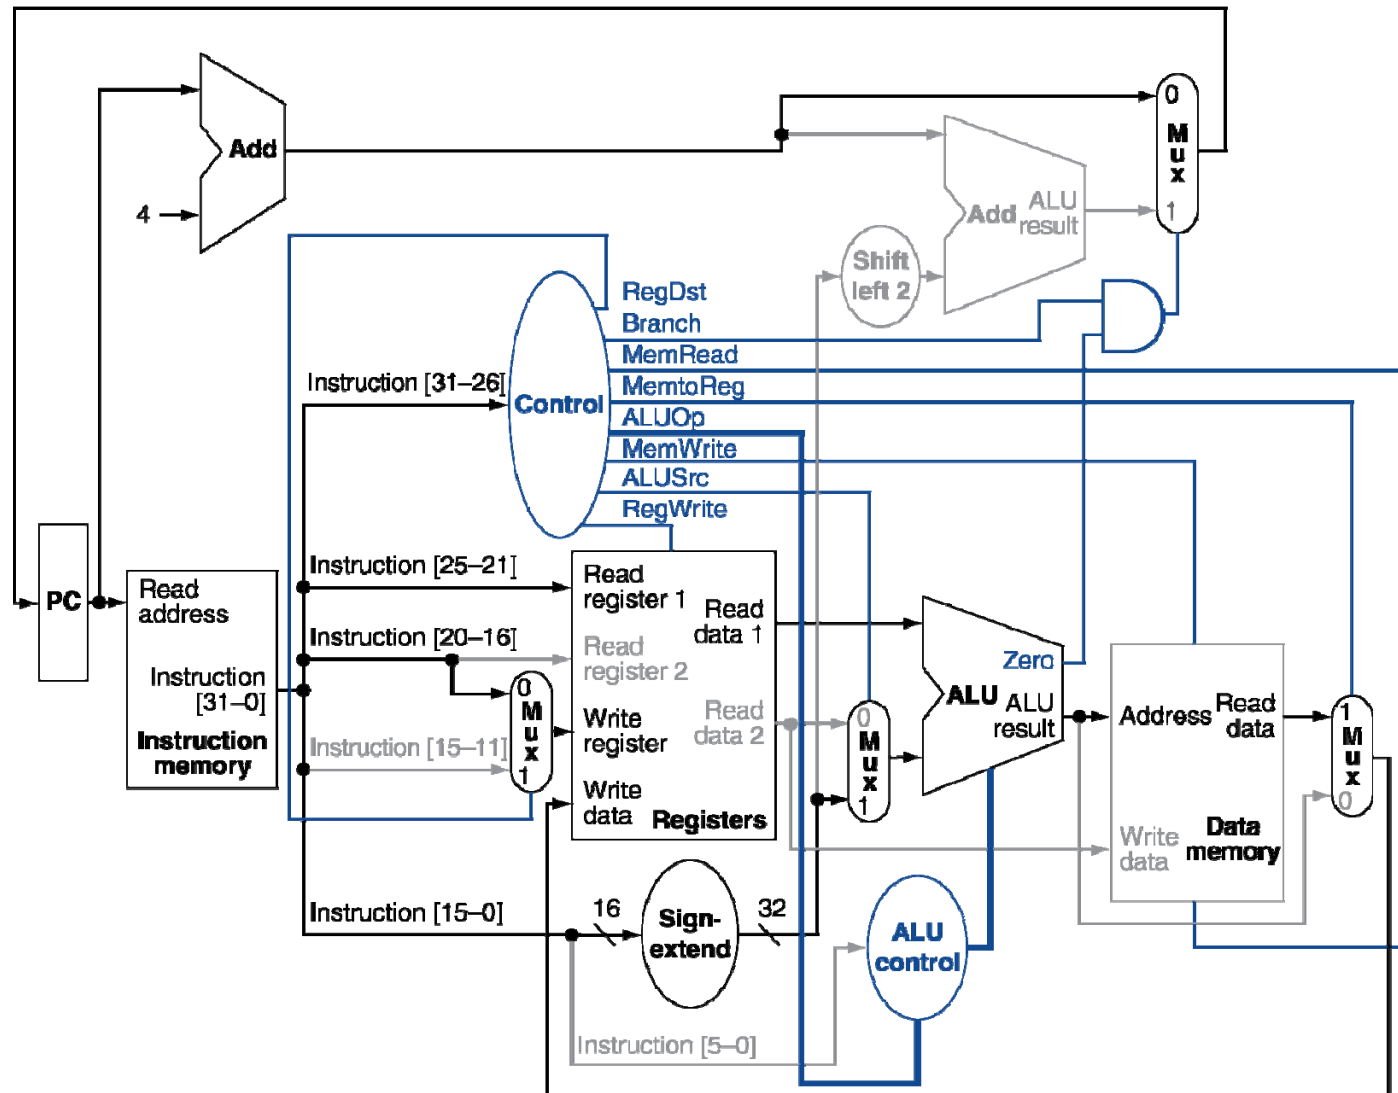 0
Mux
1
Add
4
Add
ALU
result
Shift
left 2
RegDst
Branch
MemRead
MemtoReg
ALUOp
MemWrite
ALUSrc
RegWrite
Instruction [31–26]
Control
PC
Read
address
Instruction
[31–0]
Instruction
memory
Instruction [25–21]
Instruction [20–16]
Instruction [15–11]
0
Mux
1
Read
register 1
Read
register 2
Write
register
Write
data
Read
data 1
Read
data 2
Registers
0
Mux
1
Zero
ALU
ALU
result
Address
Read
data
Write
data
Data
memory
1
Mux
0
Instruction [15–0]
16
Sign-
extend
32
ALU
control
Instruction [5–0]